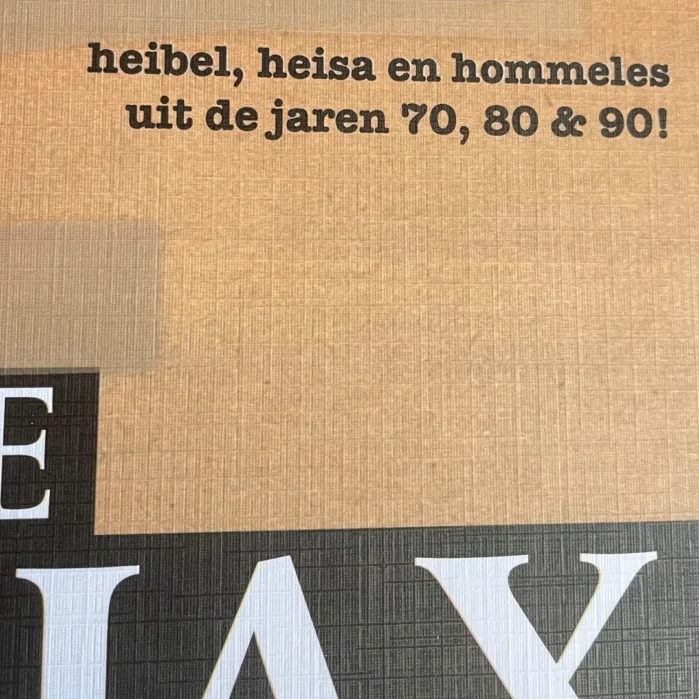 heibel, heisa en hommeles
uit de jaren 70, 80 & 90!
E